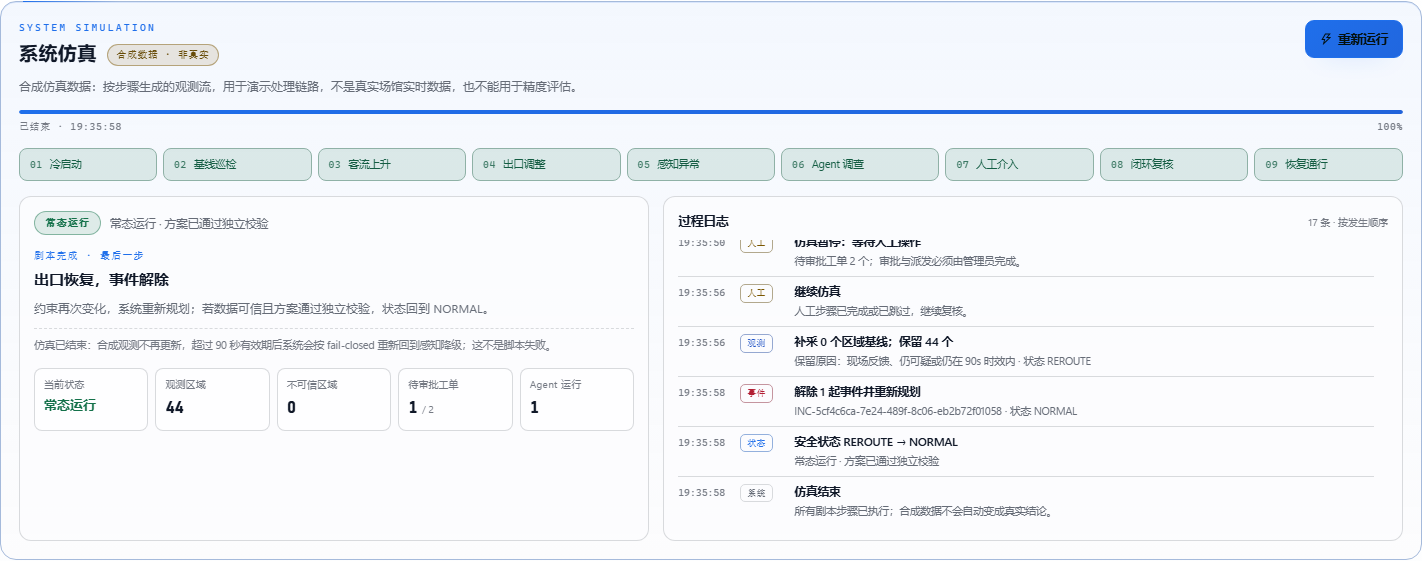 SYSTEM SIMULATION
系统仿真 合成数据 · 非真实
重新运行
合成仿真数据：按步骤生成的观测流，用于演示处理链路，不是真实场馆实时数据，也不能用于精度评估。
已结束 · 19:35:58 100%
01 冷启动 02 基线巡检 03 客流上升 04 出口调整 05 感知异常 06 Agent 调查 07 人工介入 08 闭环复核 09 恢复通行
常态运行 常态运行 · 方案已通过独立校验
剧本完成 · 最后一步
出口恢复，事件解除
约束再次变化，系统重新规划；若数据可信且方案通过独立校验，状态回到 NORMAL。
仿真已结束：合成观测不再更新，超过 90 秒有效期后系统会按 fail-closed 重新回到感知降级；这不是脚本失败。
当前状态 观测区域 不可信区域 待审批工单 Agent 运行
常态运行 44 0 1 / 2 1
过程日志 17 条 · 按发生顺序
19:35:50 人工 仿真暂停：等待人工操作
待审批工单 2 个；审批与派发必须由管理员完成。
19:35:56 人工 继续仿真
人工步骤已完成或已跳过，继续复核。
19:35:56 观测 补采 0 个区域基线；保留 44 个
保留原因：现场反馈、仍可疑或仍在 90s 时效内 · 状态 REROUTE
19:35:58 事件 解除 1 起事件并重新规划
INC-5cf4c6ca-7e24-489f-8c06-eb2b72f01058 · 状态 NORMAL
19:35:58 状态 安全状态 REROUTE → NORMAL
常态运行 · 方案已通过独立校验
19:35:58 系统 仿真结束
所有剧本步骤已执行；合成数据不会自动变成真实结论。